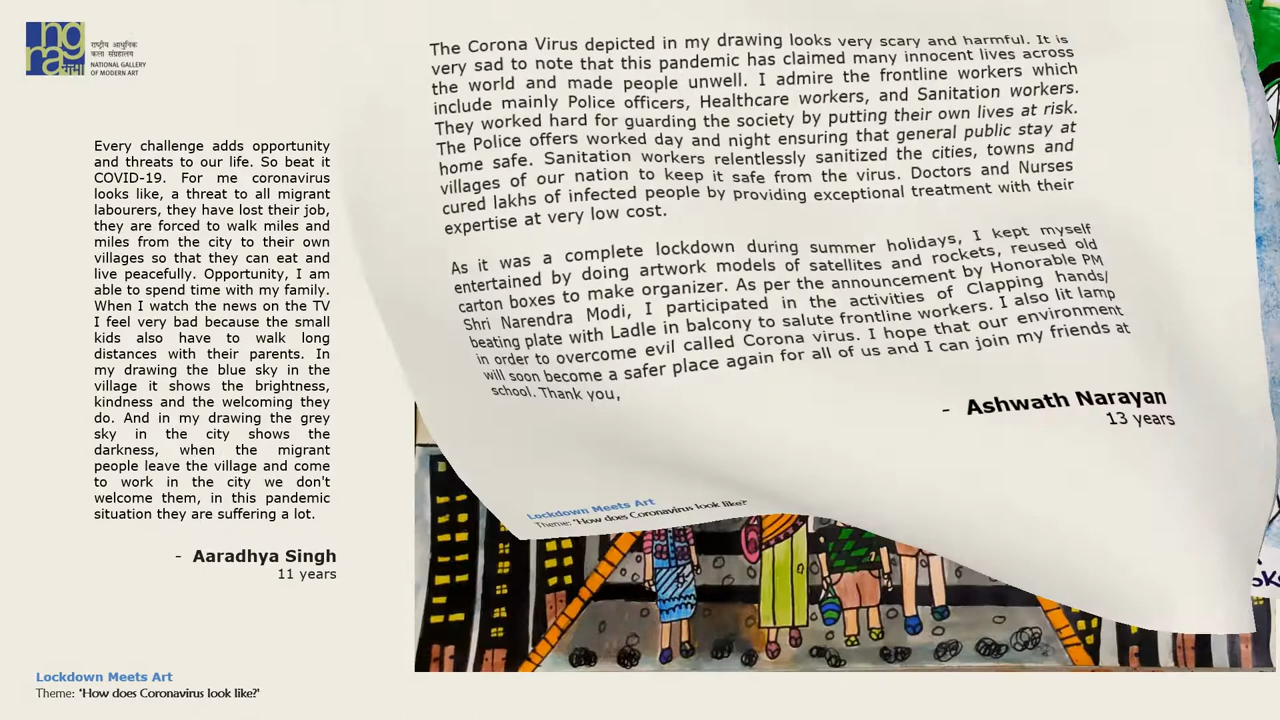 राष्ट्रीय आधुनिक
कला संग्रहालय
NATIONAL GALLERY
OF MODERN ART
Every challenge adds opportunity
and threats to our life. So beat it
COVID-19. For me coronavirus
looks like, a threat to all migrant
labourers, they have lost their job,
they are forced to walk miles and
miles from the city to their own
villages so that they can eat and
live peacefully. Opportunity, I am
able to spend time with my family.
When I watch the news on the TV
I feel very bad because the small
kids also have to walk long
distances with their parents. In
my drawing the blue sky in the
village it shows the brightness,
kindness and the welcoming they
do. And in my drawing the grey
sky in the city shows the
darkness, when the migrant
people leave the village and come
to work in the city we don't
welcome them, in this pandemic
situation they are suffering a lot.
- Aaradhya Singh
11 years
Lockdown Meets Art
Theme: 'How does Coronavirus look like?'
The Corona Virus depicted in my drawing looks very scary and harmful. It is
very sad to note that this pandemic has claimed many innocent lives across
the world and made people unwell. I admire the frontline workers which
include mainly Police officers, Healthcare workers, and Sanitation workers.
They worked hard for guarding the society by putting their own lives at risk.
The Police offers worked day and night ensuring that general public stay at
home safe. Sanitation workers relentlessly sanitized the cities, towns and
villages of our nation to keep it safe from the virus. Doctors and Nurses
cured lakhs of infected people by providing exceptional treatment with their
expertise at very low cost.
As it was a complete lockdown during summer holidays, I kept myself
entertained by doing artwork models of satellites and rockets, reused old
carton boxes to make organizer. As per the announcement by Honorable PM
Shri Narendra Modi, I participated in the activities of Clapping hands/
beating plate with Ladle in balcony to salute frontline workers. I also lit lamp
in order to overcome evil called Corona virus. I hope that our environment
will soon become a safer place again for all of us and I can join my friends at
school. Thank you,
- Ashwath Narayan
13 years
Lockdown Meets Art
Theme: 'How does Coronavirus look like?'